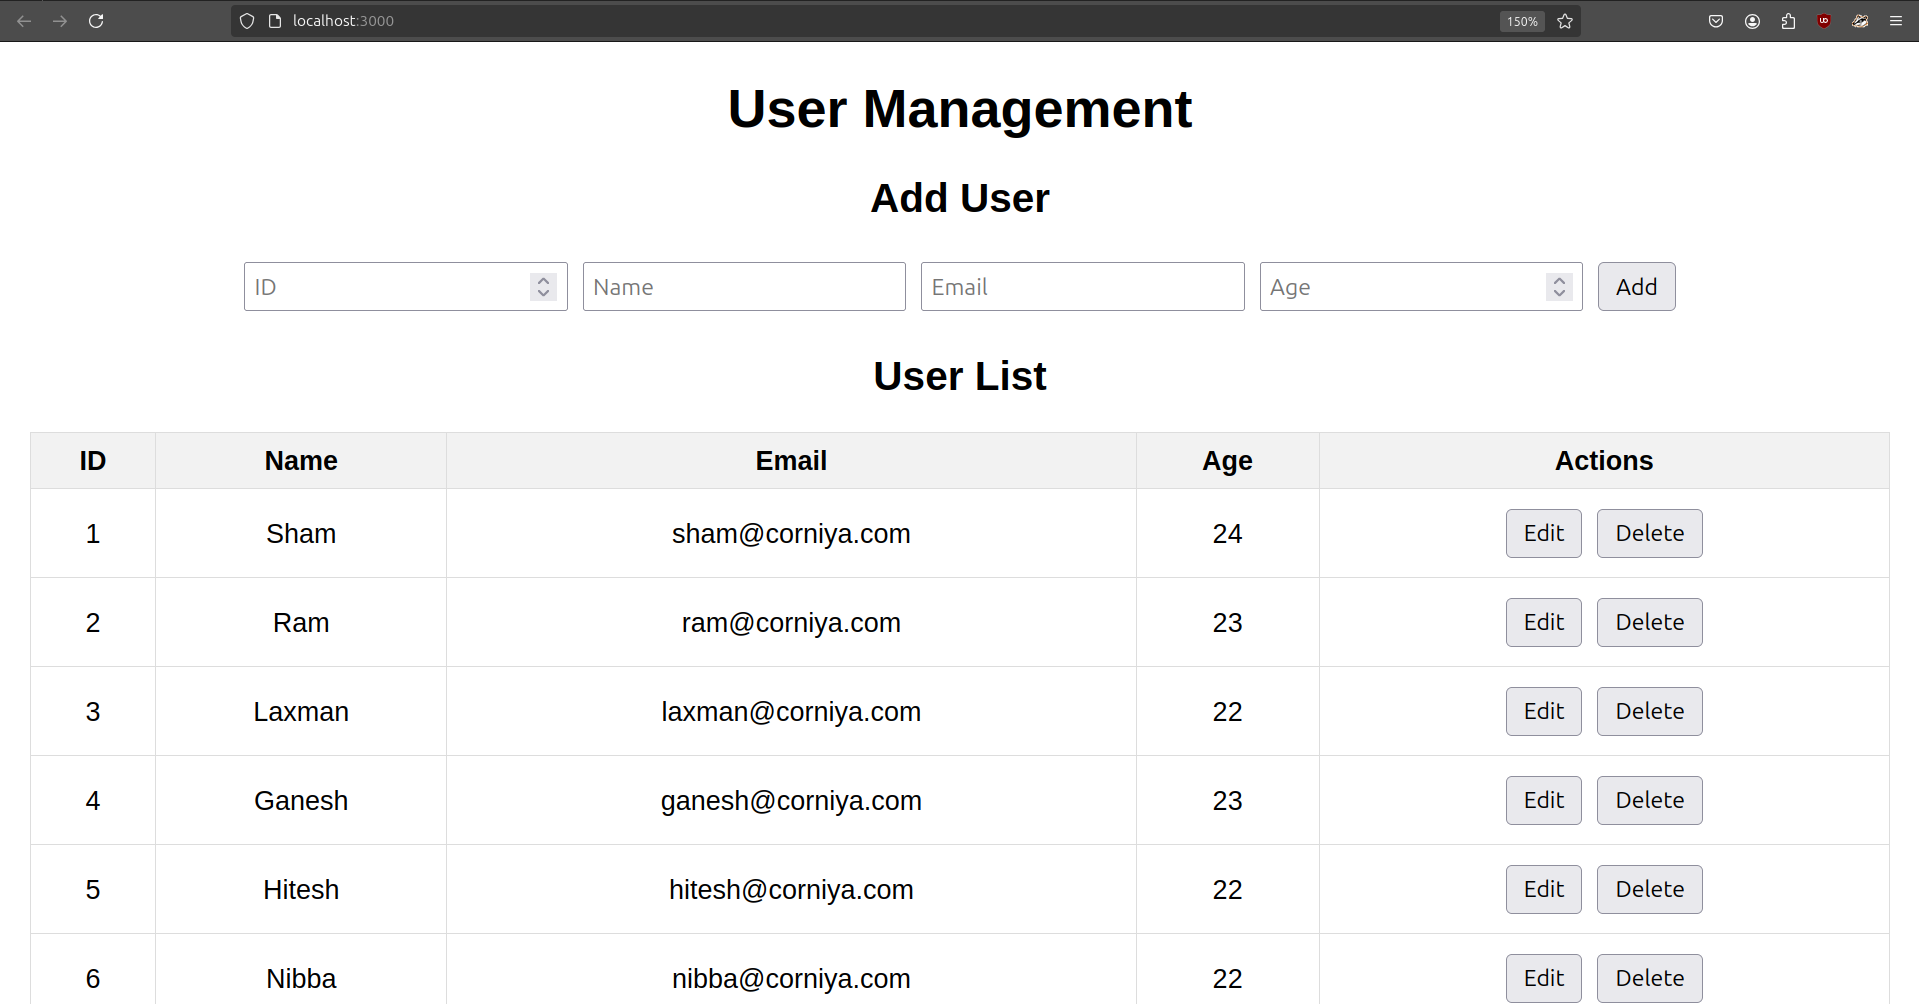 localhost:3000 150%
User Management
Add User
ID Name Email Age Add
User List
ID Name Email Age Actions
1 Sham sham@corniya.com 24 Edit Delete
2 Ram ram@corniya.com 23 Edit Delete
3 Laxman laxman@corniya.com 22 Edit Delete
4 Ganesh ganesh@corniya.com 23 Edit Delete
5 Hitesh hitesh@corniya.com 22 Edit Delete
6 Nibba nibba@corniya.com 22 Edit Delete